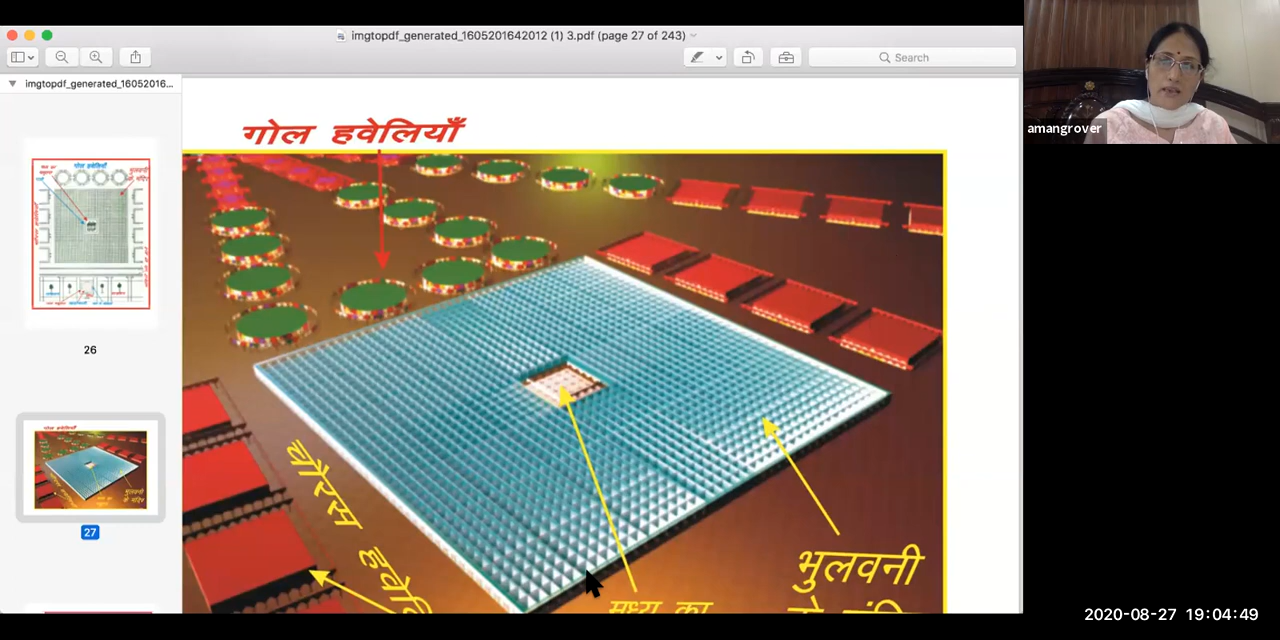 imgtopdf_generated_1605201642012 (1) 3.pdf (page 27 of 243)
Search
imgtopdf_generated_16052016...
26
27
गोल हवेलियाँ
चौरस
भुलवनी
मध्य का
amangrover
2020-08-27 19:04:49